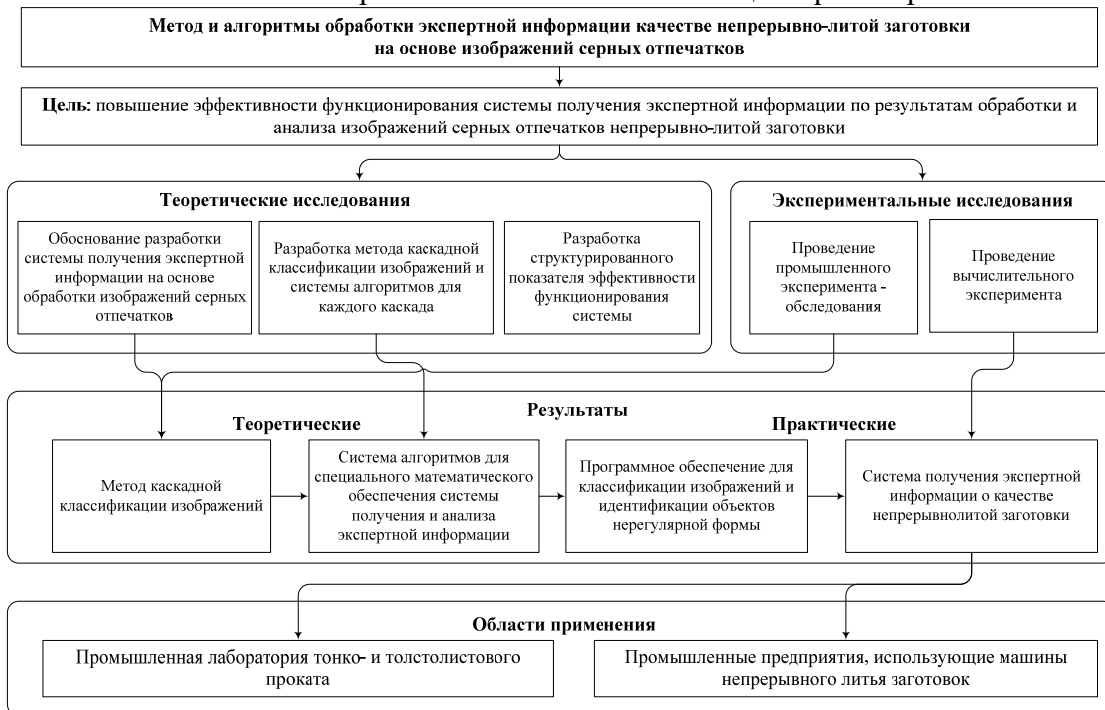 Метод и алгоритмы обработки экспертной информации качестве непрерывно-литой заготовки
на основе изображений серных отпечатков
Цель: повышение эффективности функционирования системы получения экспертной информации по результатам обработки и
анализа изображений серных отпечатков непрерывно-литой заготовки
Теоретические исследования
Обоснование разработки
системы получения экспертной
информации на основе
обработки изображений серных
отпечатков
Разработка метода каскадной
классификации изображений и
системы алгоритмов для
каждого каскада
Разработка
структурированного
показателя эффективности
функционирования
системы
Экспериментальные исследования
Проведение
промышленного
эксперимента -
обследования
Проведение
вычислительного
эксперимента
Результаты
Теоретические
Практические
Метод каскадной
классификации изображений
Система алгоритмов для
специального математического
обеспечения системы
получения и анализа
экспертной информации
Программное обеспечение для
классификации изображений и
идентификации объектов
нерегулярной формы
Система получения экспертной
информации о качестве
непрерывнолитой заготовки
Области применения
Промышленная лаборатория тонко- и толстолистового
проката
Промышленные предприятия, использующие машины
непрерывного литья заготовок